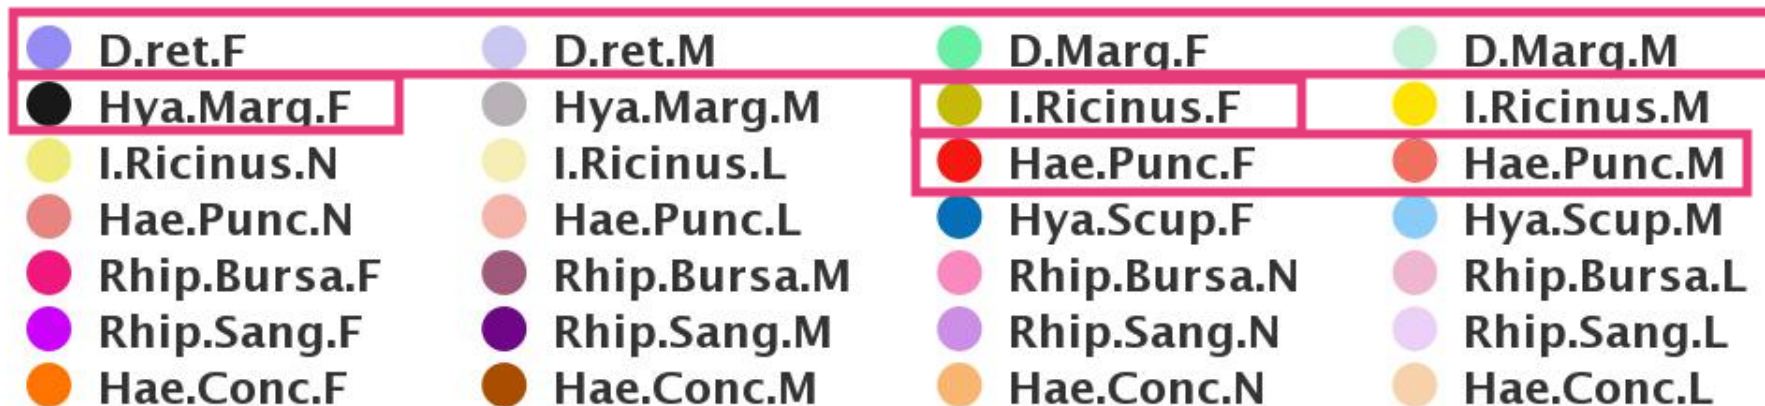 D.ret.F D.ret.M D.Marg.F D.Marg.M
Hya.Marg.F Hya.Marg.M I.Ricinus.F I.Ricinus.M
I.Ricinus.N I.Ricinus.L Hae.Punc.F Hae.Punc.M
Hae.Punc.N Hae.Punc.L Hya.Scup.F Hya.Scup.M
Rhip.Bursa.F Rhip.Bursa.M Rhip.Bursa.N Rhip.Bursa.L
Rhip.Sang.F Rhip.Sang.M Rhip.Sang.N Rhip.Sang.L
Hae.Conc.F Hae.Conc.M Hae.Conc.N Hae.Conc.L